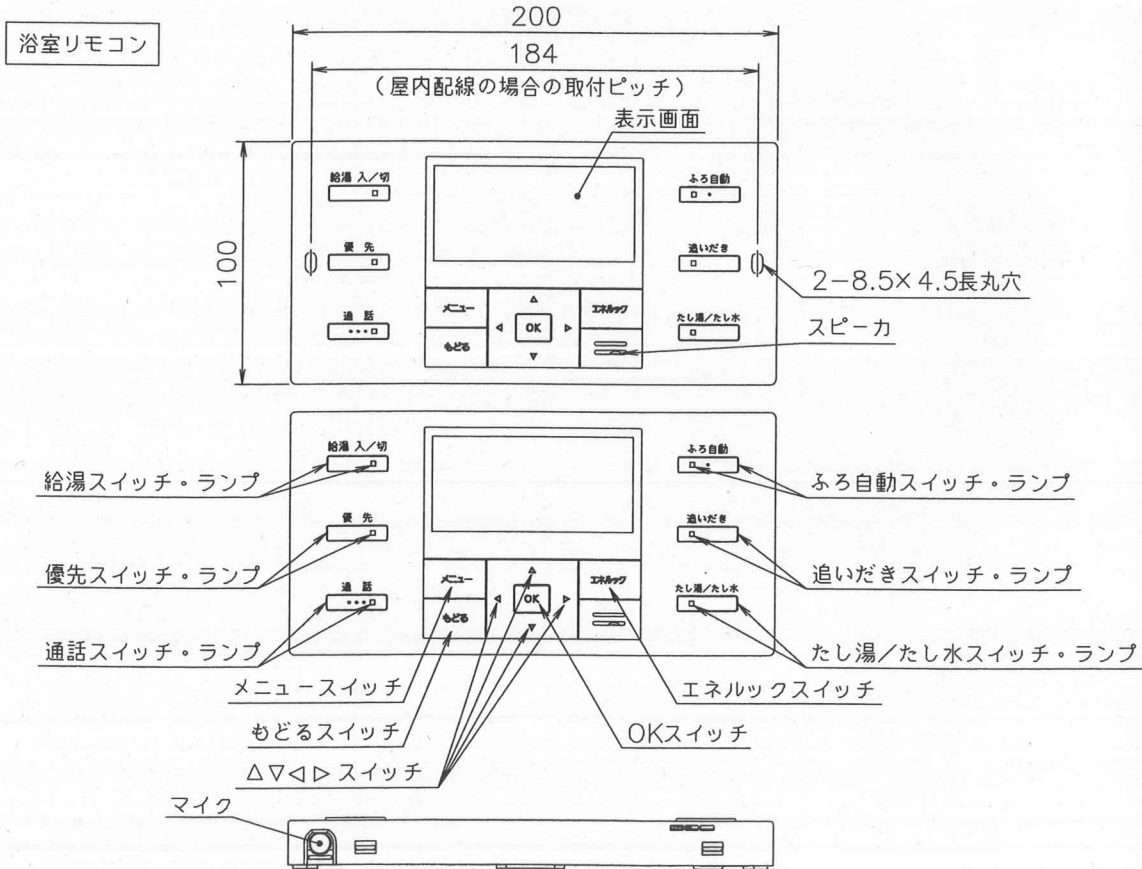 浴室リモコン
200
184
(屋内配線の場合の取付ピッチ)
表示画面
100
給湯 入/切
優先
通話
メニュー
もどる
OK
エネルック
ふろ自動
追いだき
たし湯/たし水
2-8.5×4.5長丸穴
スピーカ
給湯 入/切
優先
通話
メニュー
もどる
OK
エネルック
ふろ自動
追いだき
たし湯/たし水
給湯スイッチ・ランプ
優先スイッチ・ランプ
通話スイッチ・ランプ
メニュースイッチ
もどるスイッチ
△▽◁▷スイッチ
ふろ自動スイッチ・ランプ
追いだきスイッチ・ランプ
たし湯/たし水スイッチ・ランプ
エネルックスイッチ
OKスイッチ
マイク